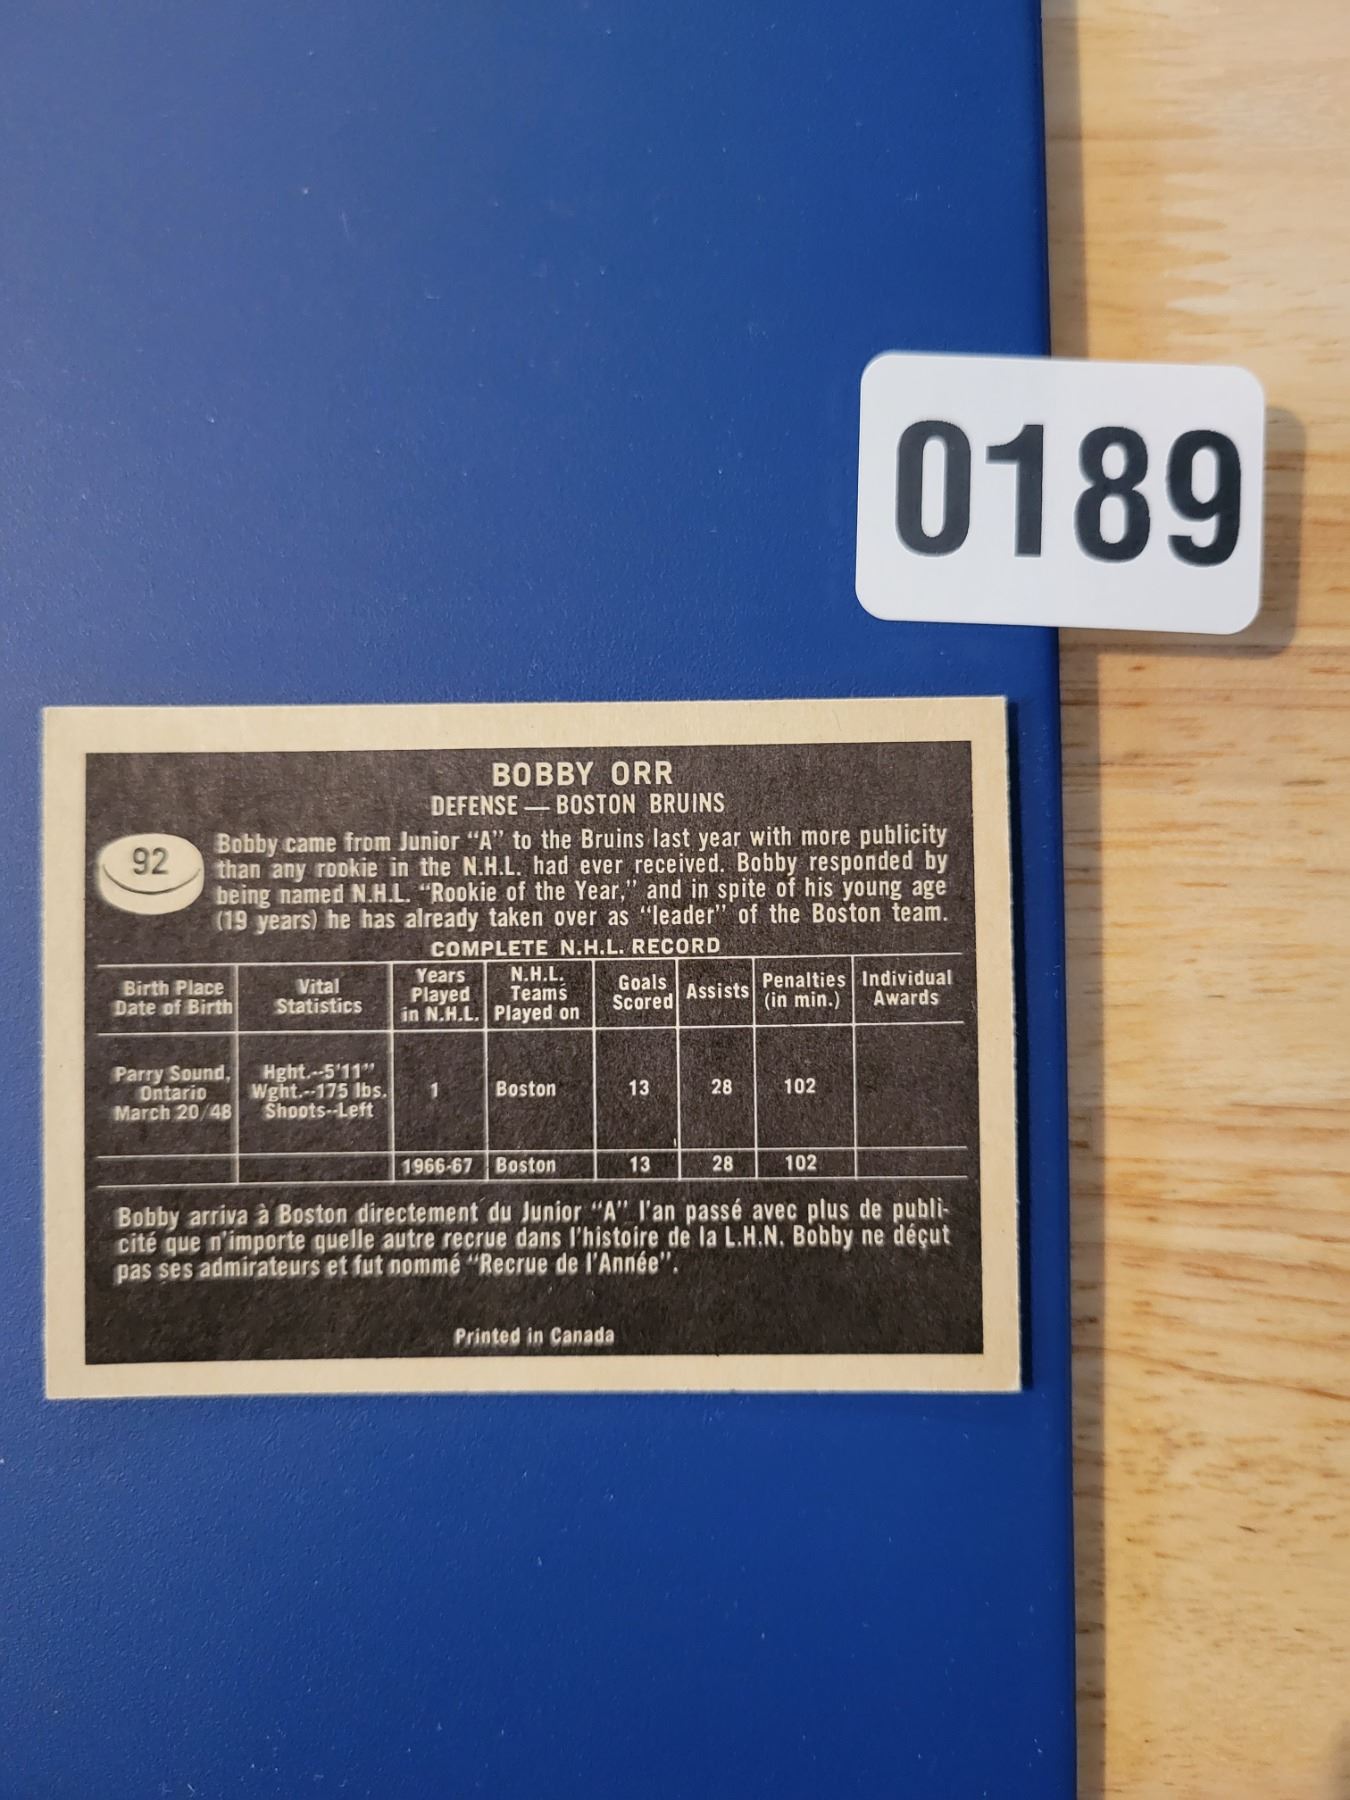 0189
BOBBY ORR
DEFENSE — BOSTON BRUINS
92
Bobby came from Junior "A" to the Bruins last year with more publicity
than any rookie in the N.H.L. had ever received. Bobby responded by
being named N.H.L. "Rookie of the Year," and in spite of his young age
(19 years) he has already taken over as "leader" of the Boston team.
COMPLETE N.H.L. RECORD
Birth Place
Date of Birth
Vital
Statistics
Years
Played
in N.H.L.
N.H.L.
Teams
Played on
Goals
Scored
Assists
Penalties
(in min.)
Individual
Awards
Parry Sound,
Ontario
March 20/48
Hght.--5'11"
Wght.--175 lbs.
Shoots--Left
1
Boston
13
28
102
1966-67
Boston
13
28
102
Bobby arriva à Boston directement du Junior "A" l'an passé avec plus de publi-
cité que n'importe quelle autre recrue dans l'histoire de la L.H.N. Bobby ne déçut
pas ses admirateurs et fut nommé "Recrue de l'Année".
Printed in Canada